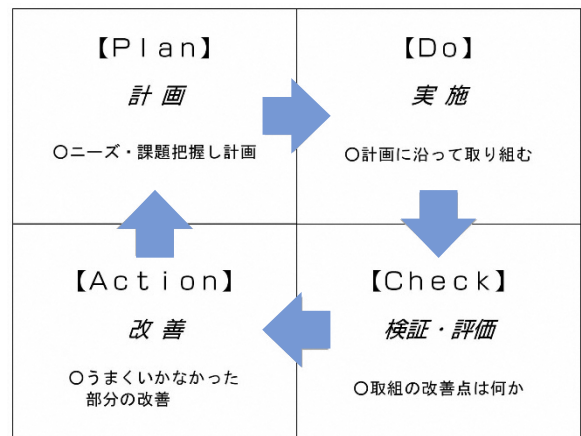 【Plan】
計画
○ニーズ・課題把握し計画
【Do】
実施
○計画に沿って取り組む
【Action】
改善
○うまくいかなかった
部分の改善
【Check】
検証・評価
○取組の改善点は何か